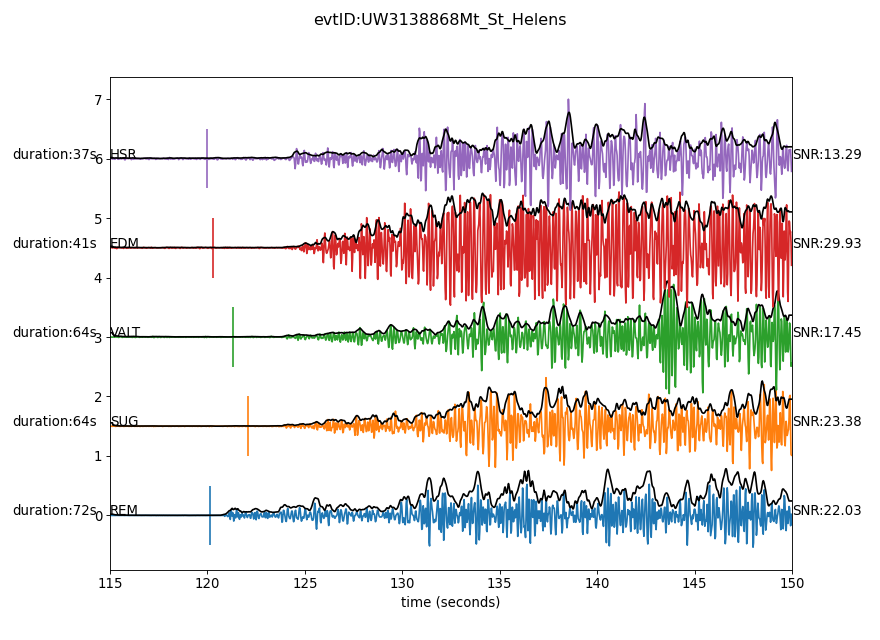 evtID:UW3138868Mt_St_Helens
7
duration:37s HSR SNR:13.29
6
5
duration:41s EDM SNR:29.93
4
duration:64s VALT SNR:17.45
3
2
duration:64s SUG SNR:23.38
1
duration:72s REM SNR:22.03
0
115 120 125 130 135 140 145 150
time (seconds)